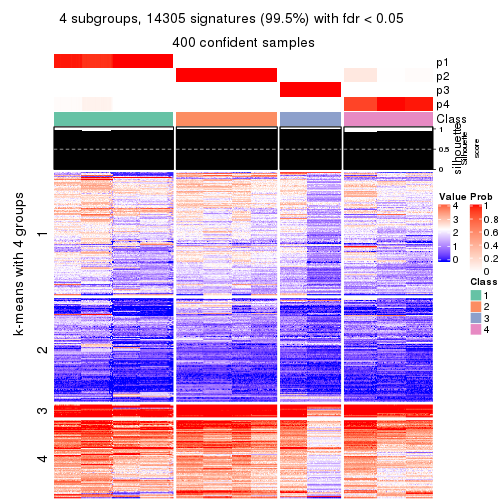 4 subgroups, 14305 signatures (99.5%) with fdr < 0.05
400 confident samples
p1
p2
p3
p4
Class
1
0.5
0
silhouette
Silhouette
score
k-means with 4 groups
1
2
3
4
Value
4
3
2
1
0
Prob
1
0.8
0.6
0.4
0.2
0
Class
1
2
3
4